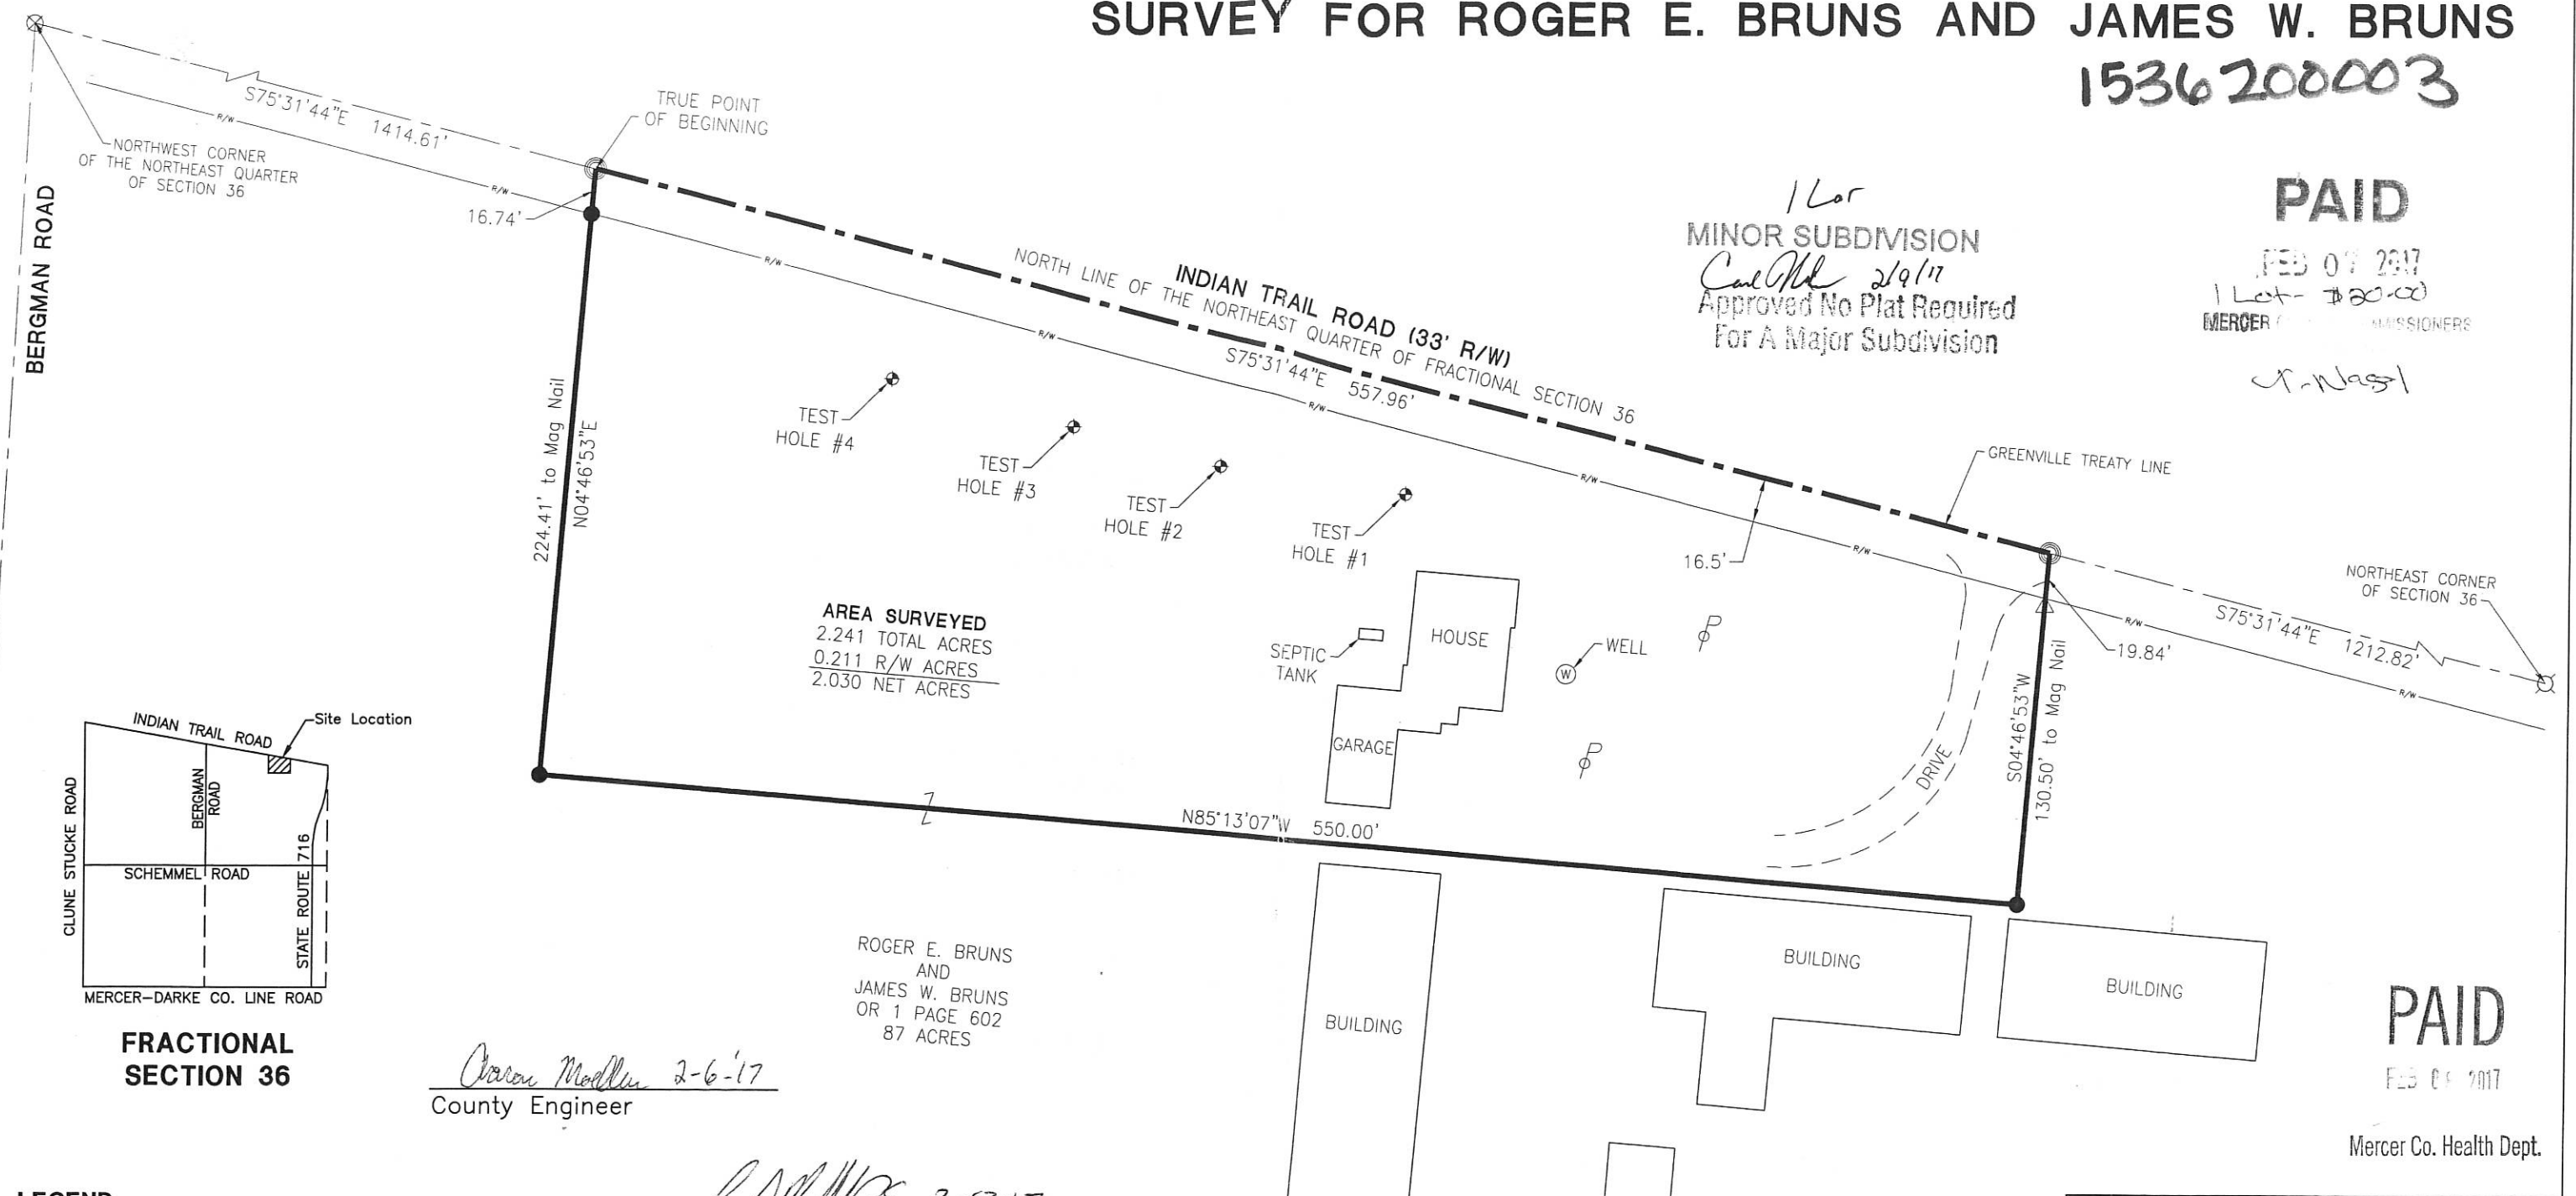 SURVEY FOR ROGER E. BRUNS AND JAMES W. BRUNS
1536200003
S75°31'44"E 1414.61'
TRUE POINT
OF BEGINNING
NORTHWEST CORNER
OF THE NORTHEAST QUARTER
OF SECTION 36
BERGMAN ROAD
16.74'
R/W
R/W
R/W
R/W
R/W
R/W
R/W
R/W
R/W
1 Lot
MINOR SUBDIVISION
2/9/17
Approved No Plat Required
For A Major Subdivision
PAID
FEB 07 2017
1 Lot - $20.00
MERCER
INDIAN TRAIL ROAD (33' R/W)
NORTH LINE OF THE NORTHEAST QUARTER OF FRACTIONAL SECTION 36
S75°31'44"E 557.96'
GREENVILLE TREATY LINE
224.41' to Mag Nail
N04°46'53"E
TEST
HOLE #4
TEST
HOLE #3
TEST
HOLE #2
TEST
HOLE #1
16.5'
NORTHEAST CORNER
OF SECTION 36
S75°31'44"E 1212.82'
19.84'
S04°46'53"W
130.50' to Mag Nail
AREA SURVEYED
2.241 TOTAL ACRES
0.211 R/W ACRES
2.030 NET ACRES
SEPTIC
TANK
HOUSE
WELL
W
GARAGE
DRIVE
N85°13'07"W 550.00'
INDIAN TRAIL ROAD
Site Location
CLUNE STUCKE ROAD
BERGMAN
ROAD
SCHEMMEL ROAD
STATE ROUTE 716
MERCER-DARKE CO. LINE ROAD
FRACTIONAL
SECTION 36
ROGER E. BRUNS
AND
JAMES W. BRUNS
OR 1 PAGE 602
87 ACRES
BUILDING
BUILDING
BUILDING
Aaron Moeller 2-6-'17
County Engineer
PAID
2017
Mercer Co. Health Dept.
LEGEND